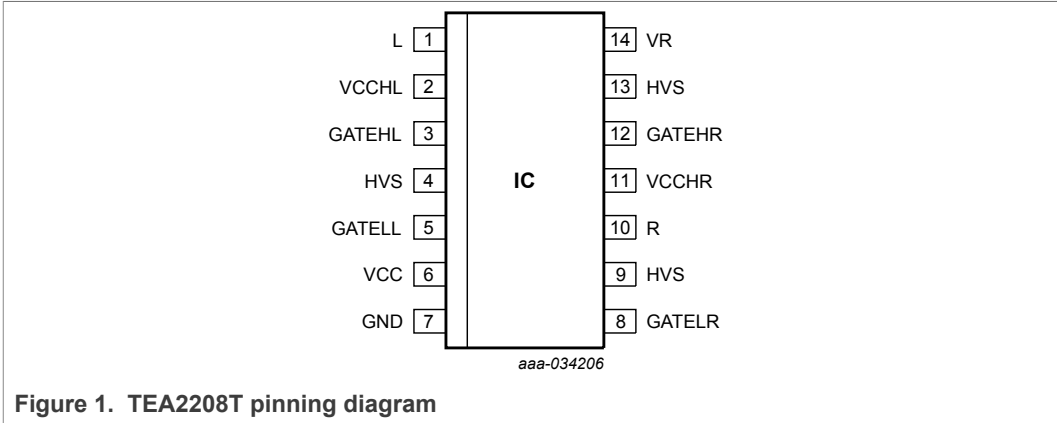 L 1 14 VR
VCCHL 2 13 HVS
GATEHL 3 12 GATEHR
HVS 4 IC 11 VCCHR
GATELL 5 10 R
VCC 6 9 HVS
GND 7 8 GATELR
aaa-034206
Figure 1. TEA2208T pinning diagram